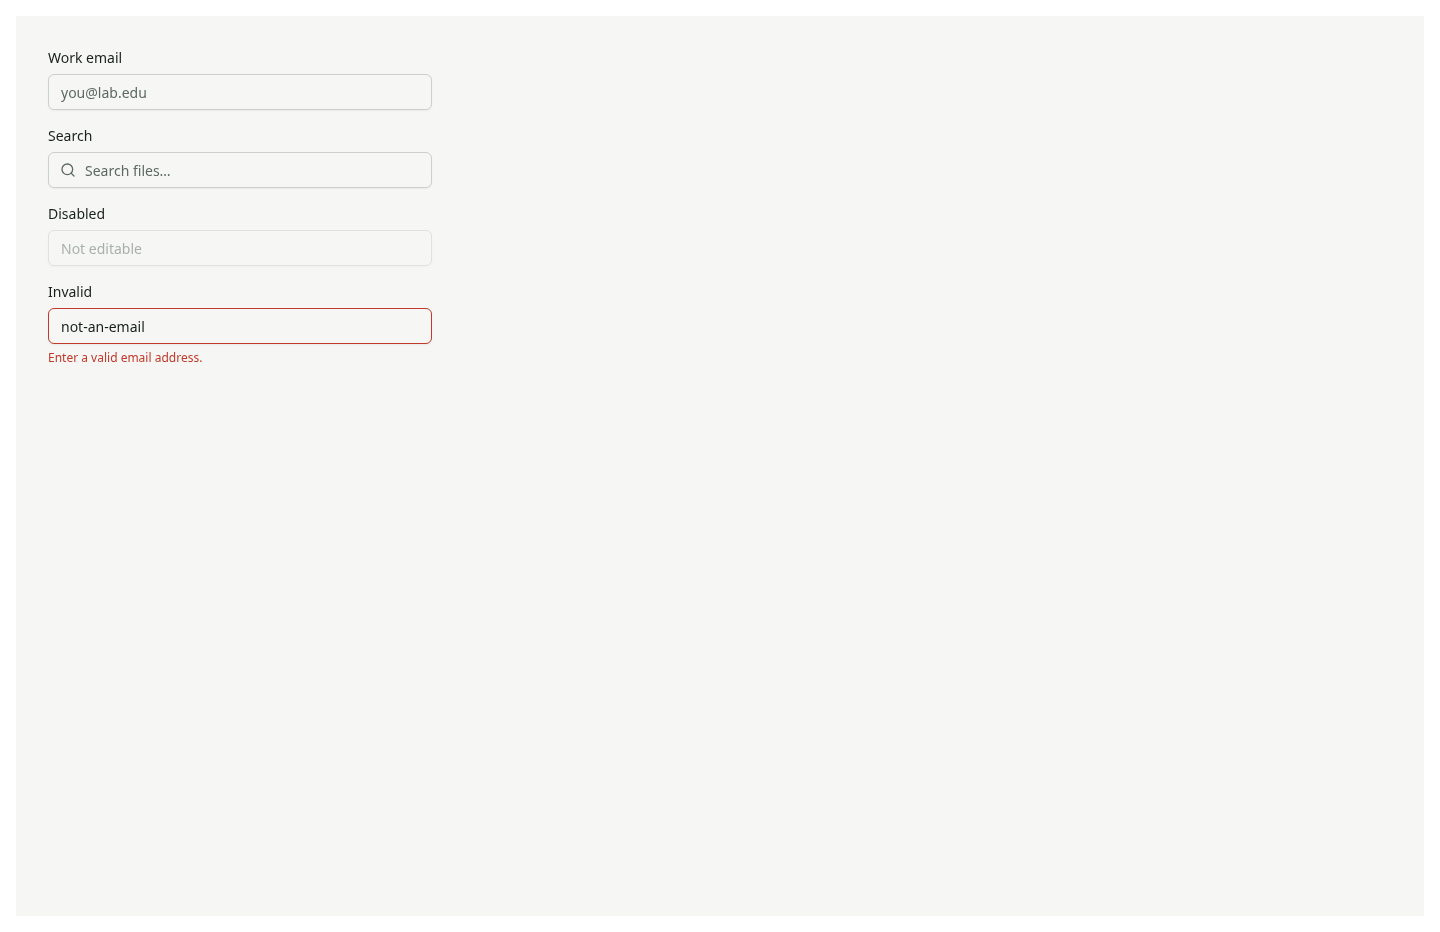 Work email
you@lab.edu
Search
Search files…
Disabled
Not editable
Invalid
not-an-email
Enter a valid email address.